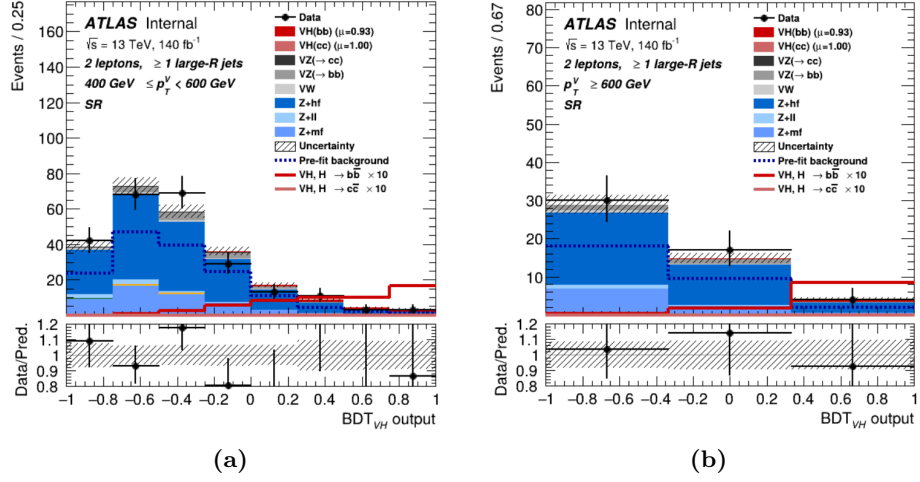 Events / 0.25
160
140
120
100
80
60
40
20
ATLAS Internal
√s = 13 TeV, 140 fb⁻¹
2 leptons, ≥ 1 large-R jets
400 GeV ≤ p_T^V < 600 GeV
SR
Data
VH(bb) (μ=0.93)
VH(cc) (μ=1.00)
VZ(→ cc)
VZ(→ bb)
VW
Z+hf
Z+ll
Z+mf
Uncertainty
Pre-fit background
VH, H → bb̄ × 10
VH, H → cc̄ × 10
Data/Pred.
1.2
1.1
1
0.9
0.8
−1 −0.8 −0.6 −0.4 −0.2 0 0.2 0.4 0.6 0.8 1
BDT_VH output
(a)
Events / 0.67
80
70
60
50
40
30
20
10
ATLAS Internal
√s = 13 TeV, 140 fb⁻¹
2 leptons, ≥ 1 large-R jets
p_T^V ≥ 600 GeV
SR
Data
VH(bb) (μ=0.93)
VH(cc) (μ=1.00)
VZ(→ cc)
VZ(→ bb)
VW
Z+hf
Z+ll
Z+mf
Uncertainty
Pre-fit background
VH, H → bb̄ × 10
VH, H → cc̄ × 10
Data/Pred.
1.2
1.1
1
0.9
0.8
−1 −0.8 −0.6 −0.4 −0.2 0 0.2 0.4 0.6 0.8 1
BDT_VH output
(b)